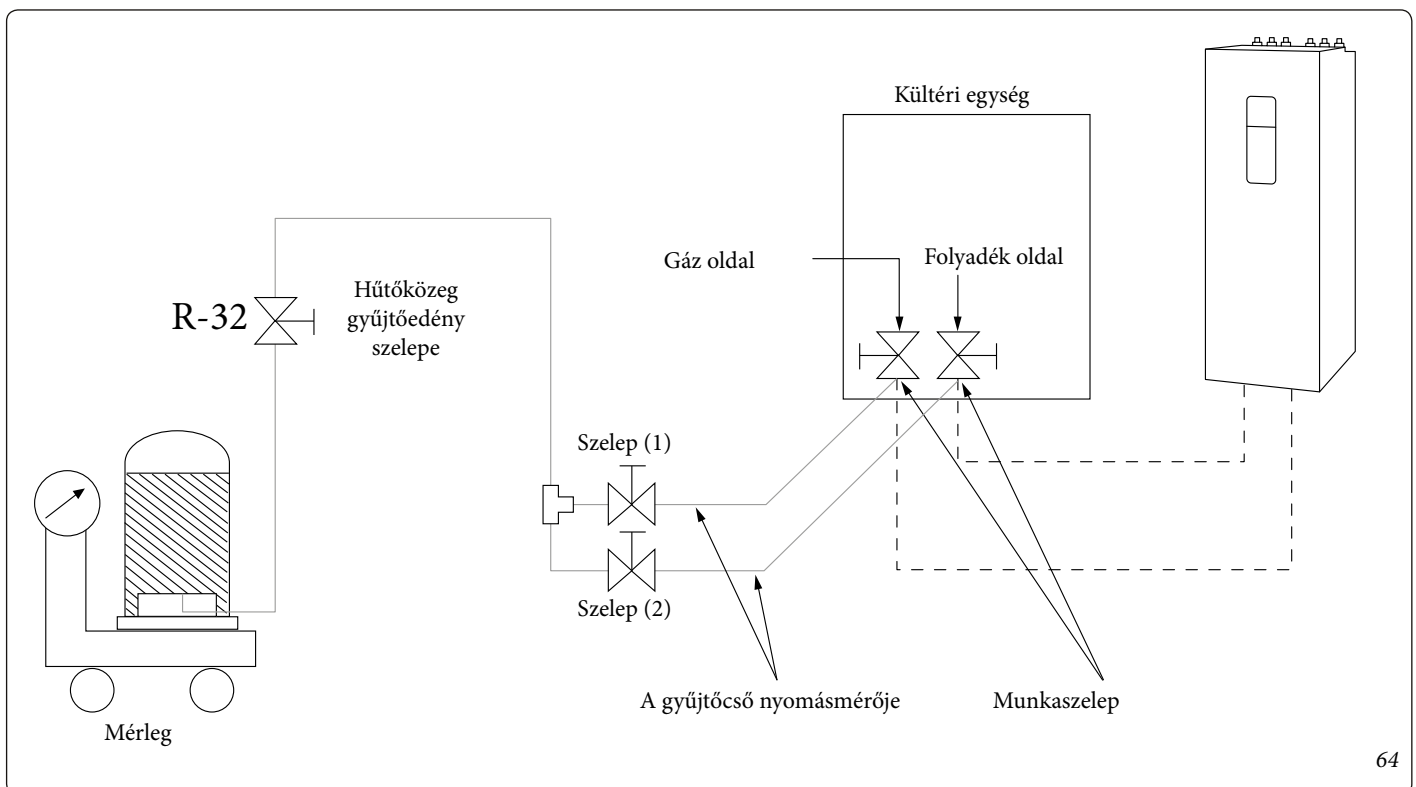 Kültéri egység
Gáz oldal
Folyadék oldal
R-32
Hűtőközeg
gyűjtőedény
szelepe
Szelep (1)
Szelep (2)
A gyűjtőcső nyomásmérője
Munkaszelep
Mérleg
64